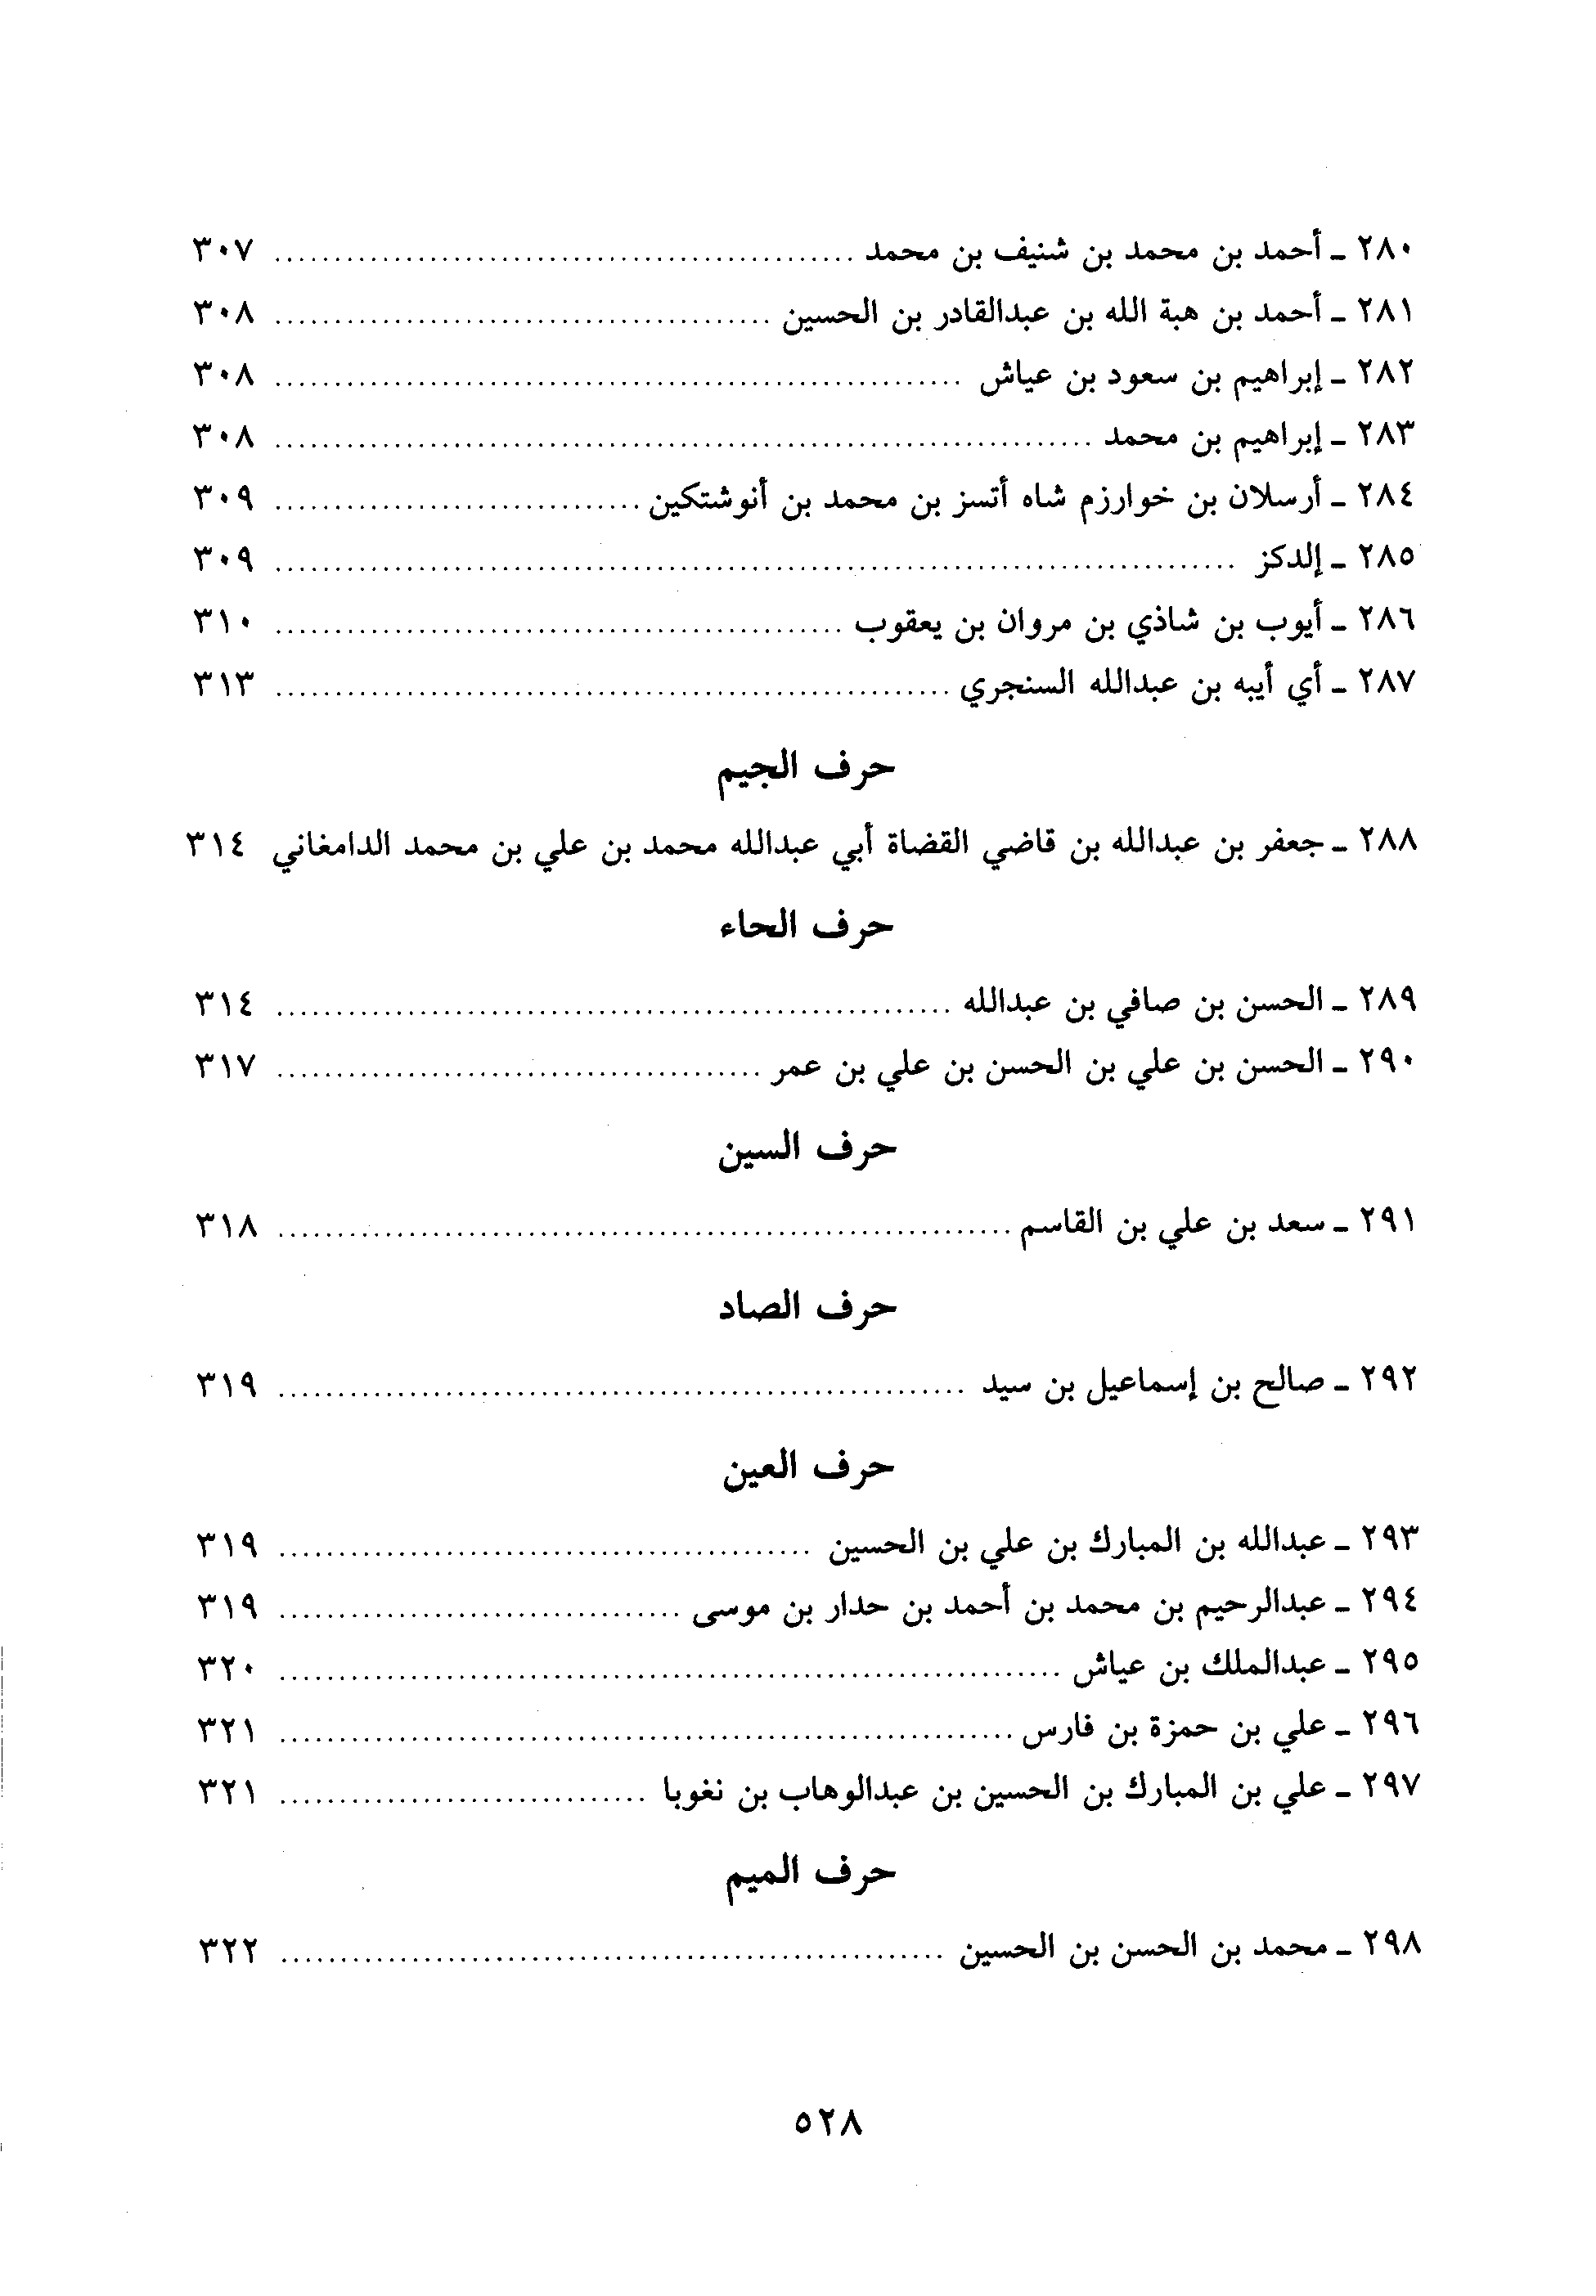 ٢٨٠ ـ أحمد بن محمد بن شنيف بن محمد ................................ ٣٠٧
٢٨١ ـ أحمد بن هبة الله بن عبدالقادر بن الحسين ................................ ٣٠٨
٢٨٢ ـ إبراهيم بن سعود بن عياش ................................ ٣٠٨
٢٨٣ ـ إبراهيم بن محمد ................................ ٣٠٨
٢٨٤ ـ أرسلان بن خوارزم شاه أتسز بن محمد بن أنوشتكين ................................ ٣٠٩
٢٨٥ ـ إلدكز ................................ ٣٠٩
٢٨٦ ـ أيوب بن شاذي بن مروان بن يعقوب ................................ ٣١٠
٢٨٧ ـ أي أيبه بن عبدالله السنجري ................................ ٣١٣
حرف الجيم
٢٨٨ ـ جعفر بن عبدالله بن قاضي القضاة أبي عبدالله محمد بن علي بن محمد الدامغاني ٣١٤
حرف الحاء
٢٨٩ ـ الحسن بن صافي بن عبدالله ................................ ٣١٤
٢٩٠ ـ الحسن بن علي بن الحسن بن علي بن عمر ................................ ٣١٧
حرف السين
٢٩١ ـ سعد بن علي بن القاسم ................................ ٣١٨
حرف الصاد
٢٩٢ ـ صالح بن إسماعيل بن سيد ................................ ٣١٩
حرف العين
٢٩٣ ـ عبدالله بن المبارك بن علي بن الحسين ................................ ٣١٩
٢٩٤ ـ عبدالرحيم بن محمد بن أحمد بن حدار بن موسى ................................ ٣١٩
٢٩٥ ـ عبدالملك بن عياش ................................ ٣٢٠
٢٩٦ ـ علي بن حمزة بن فارس ................................ ٣٢١
٢٩٧ ـ علي بن المبارك بن الحسين بن عبدالوهاب بن نغوبا ................................ ٣٢١
حرف الميم
٢٩٨ ـ محمد بن الحسن بن الحسين ................................ ٣٢٢
٥٢٨